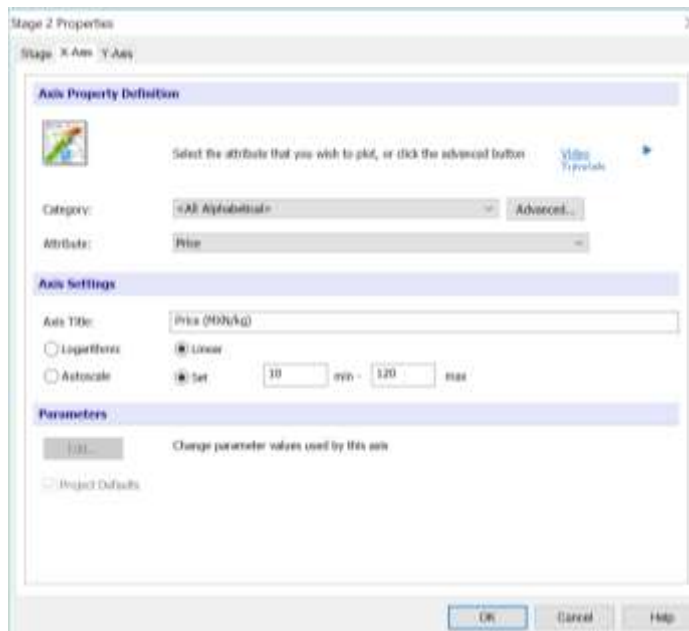 Stage 2 Properties
Stage X-Axis Y-Axis
Axis Property Definition
Select the attribute that you wish to plot, or click the advanced button
Video
Tutorials
Category: <All Alphabetical> Advanced...
Attribute: Price
Axis Settings
Axis Title: Price (MXN/kg)
Logarithmic Linear
Autoscale Set 10 min - 120 max
Parameters
Edit... Change parameter values used by this axis
Project Defaults
OK Cancel Help